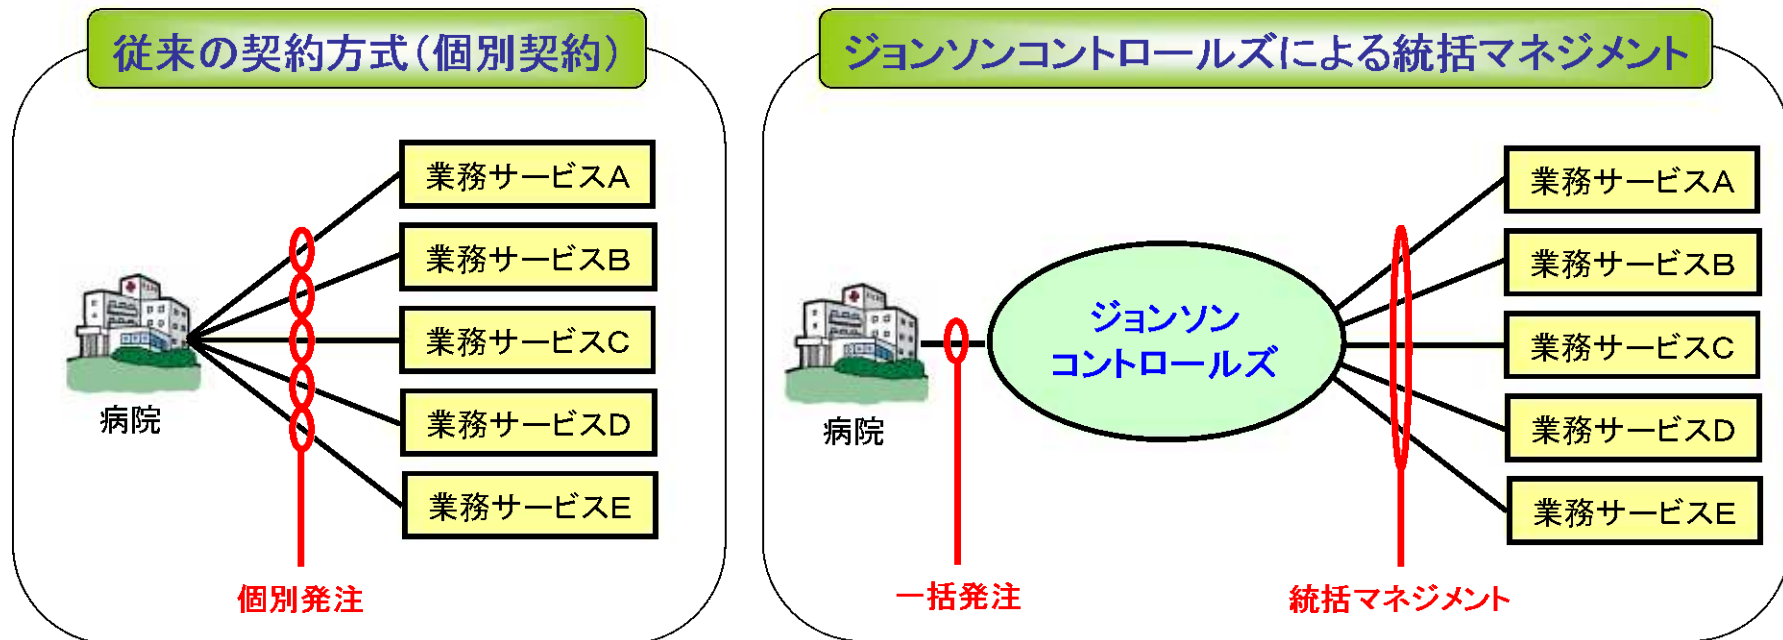 従来の契約方式(個別契約)
業務サービスA
業務サービスB
業務サービスC
業務サービスD
業務サービスE
病院
個別発注
ジョンソンコントロールズによる統括マネジメント
病院
ジョンソン
コントロールズ
業務サービスA
業務サービスB
業務サービスC
業務サービスD
業務サービスE
一括発注
統括マネジメント